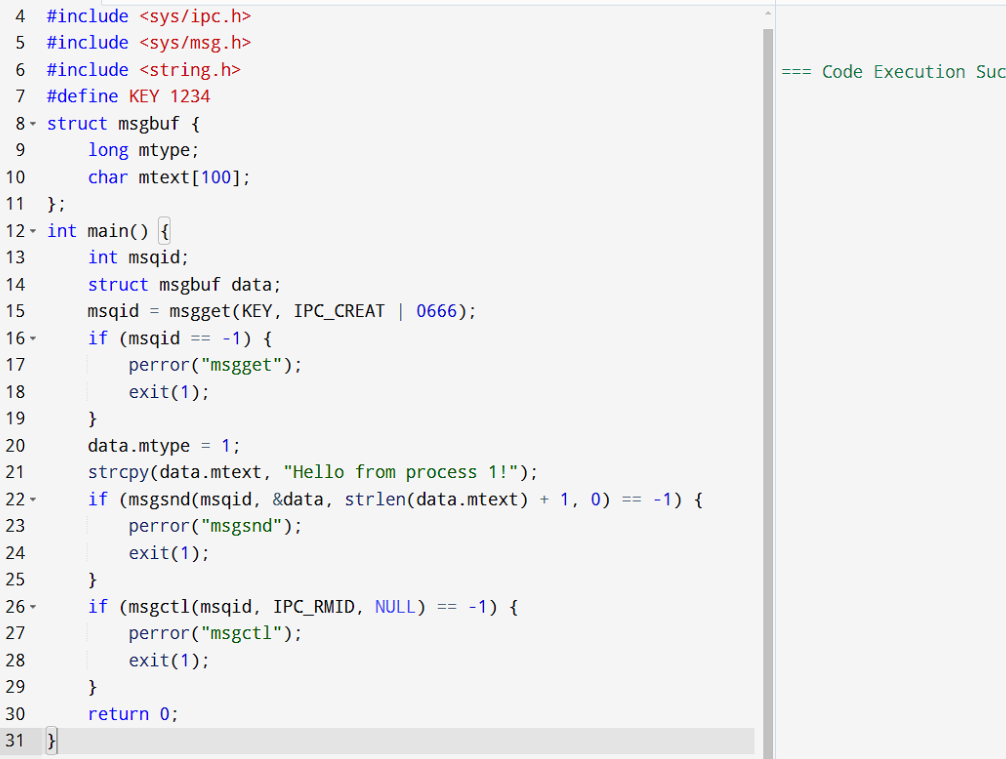 4 #include <sys/ipc.h>
5 #include <sys/msg.h>
6 #include <string.h>
7 #define KEY 1234
8 struct msgbuf {
9 long mtype;
10 char mtext[100];
11 };
12 int main() {
13 int msqid;
14 struct msgbuf data;
15 msqid = msgget(KEY, IPC_CREAT | 0666);
16 if (msqid == -1) {
17 perror("msgget");
18 exit(1);
19 }
20 data.mtype = 1;
21 strcpy(data.mtext, "Hello from process 1!");
22 if (msgsnd(msqid, &data, strlen(data.mtext) + 1, 0) == -1) {
23 perror("msgsnd");
24 exit(1);
25 }
26 if (msgctl(msqid, IPC_RMID, NULL) == -1) {
27 perror("msgctl");
28 exit(1);
29 }
30 return 0;
31 }
=== Code Execution Suc